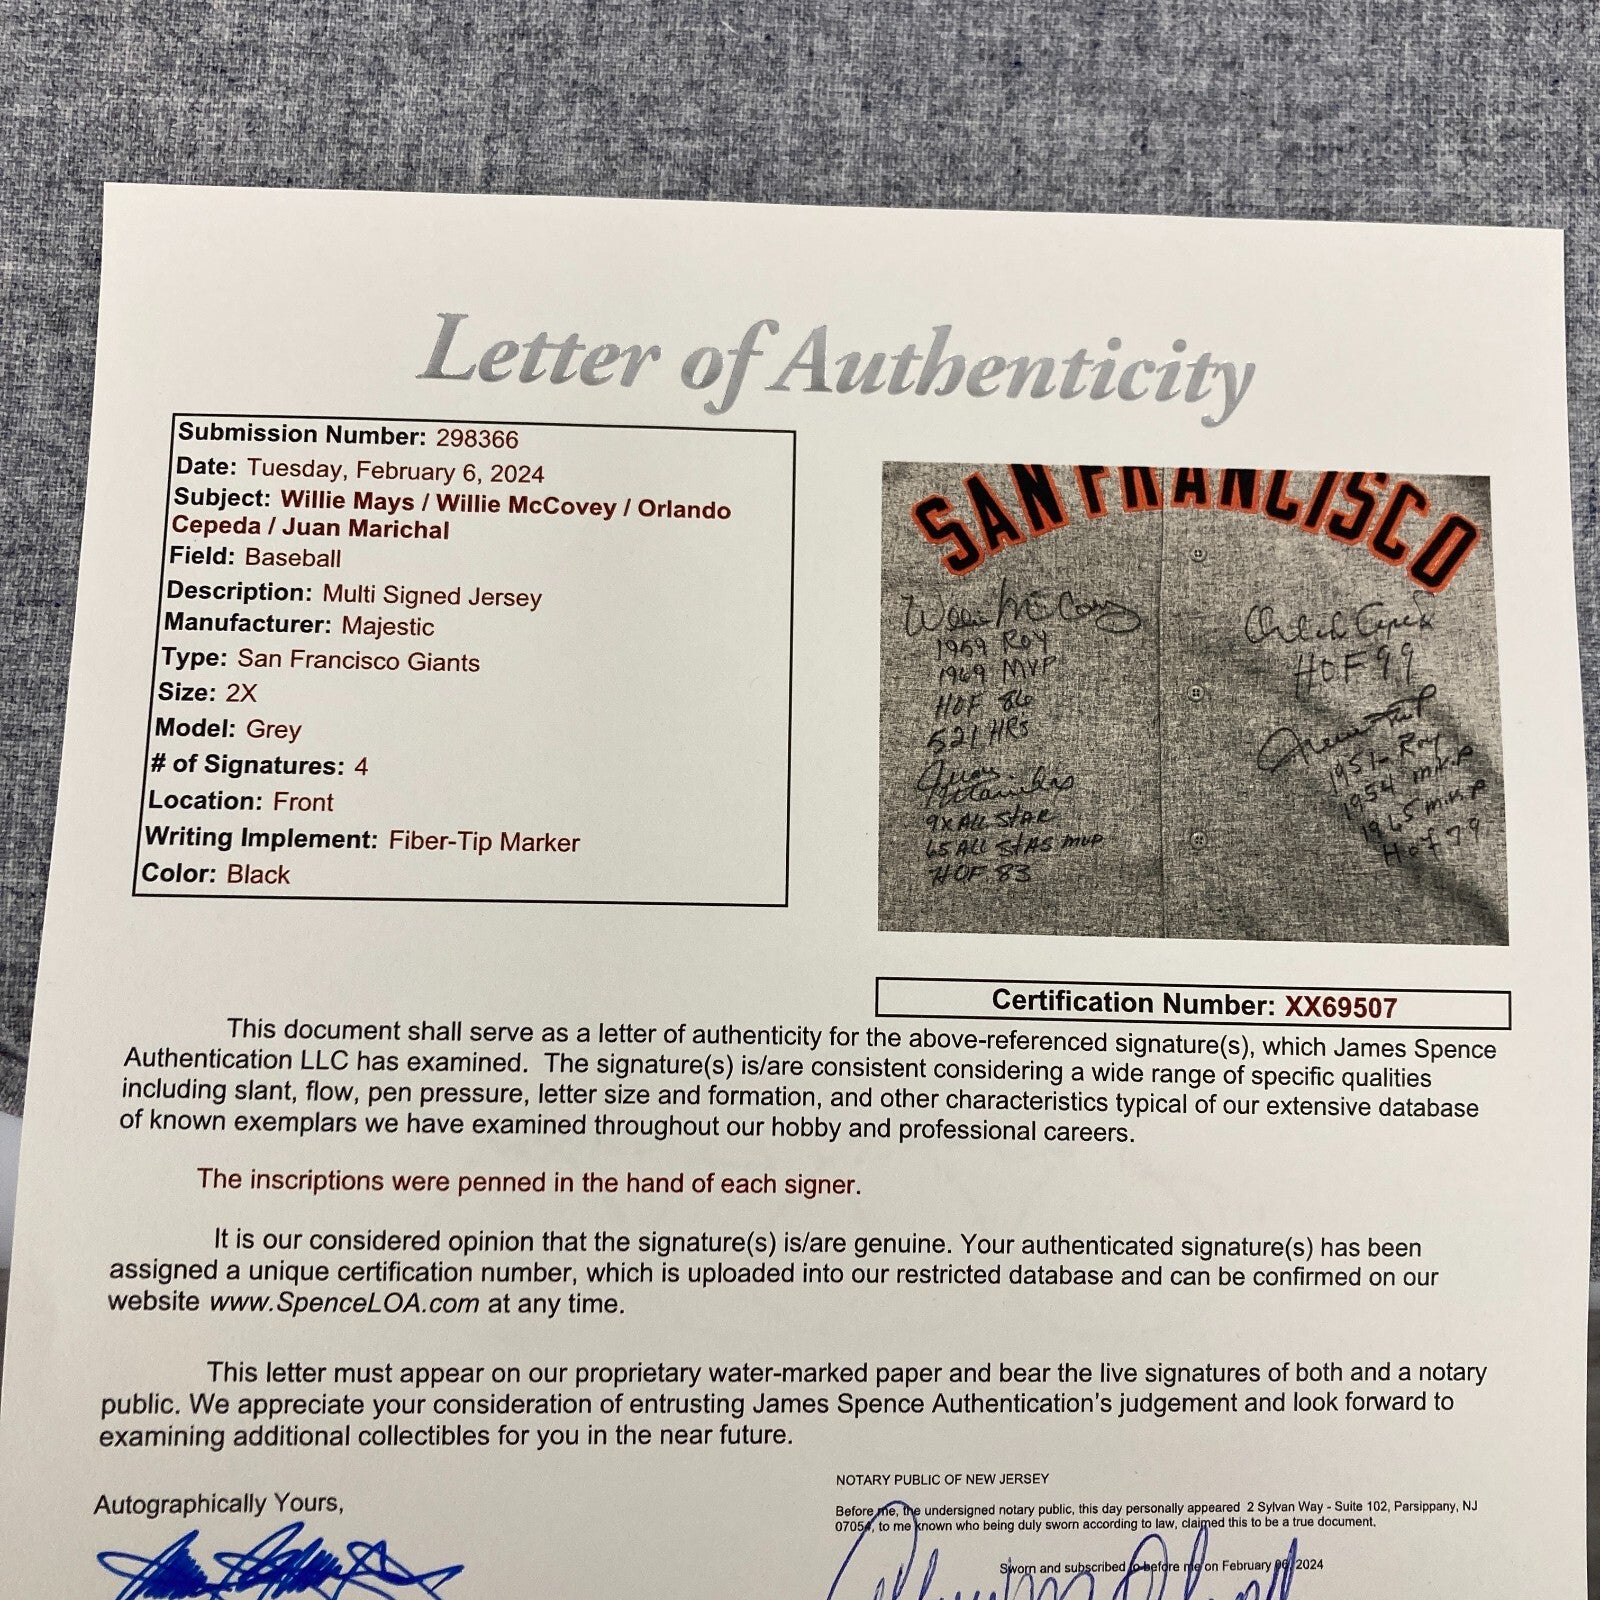 Letter of Authenticity
Submission Number: 298366
Date: Tuesday, February 6, 2024
Subject: Willie Mays / Willie McCovey / Orlando
Cepeda / Juan Marichal
Field: Baseball
Description: Multi Signed Jersey
Manufacturer: Majestic
Type: San Francisco Giants
Size: 2X
Model: Grey
# of Signatures: 4
Location: Front
Writing Implement: Fiber-Tip Marker
Color: Black
SAN FRANCISCO
Willie McCovey
1959 ROY
1969 MVP
HOF 86
521 HRS
Juan
Marichal
9X ALL STAR
65 ALL STAS MVP
HOF 83
Orlando Cepeda
HOF 99
1951- Roy
1954 m.v.p
1965 m.v.p
Hof 79
Certification Number: XX69507
This document shall serve as a letter of authenticity for the above-referenced signature(s), which James Spence
Authentication LLC has examined. The signature(s) is/are consistent considering a wide range of specific qualities
including slant, flow, pen pressure, letter size and formation, and other characteristics typical of our extensive database
of known exemplars we have examined throughout our hobby and professional careers.
The inscriptions were penned in the hand of each signer.
It is our considered opinion that the signature(s) is/are genuine. Your authenticated signature(s) has been
assigned a unique certification number, which is uploaded into our restricted database and can be confirmed on our
website www.SpenceLOA.com at any time.
This letter must appear on our proprietary water-marked paper and bear the live signatures of both and a notary
public. We appreciate your consideration of entrusting James Spence Authentication's judgement and look forward to
examining additional collectibles for you in the near future.
Autographically Yours,
NOTARY PUBLIC OF NEW JERSEY
Before me, the undersigned notary public, this day personally appeared 2 Sylvan Way - Suite 102, Parsippany, NJ
07054, to me known who being duly sworn according to law, claimed this to be a true document.
Sworn and subscribed to before me on February 06, 2024